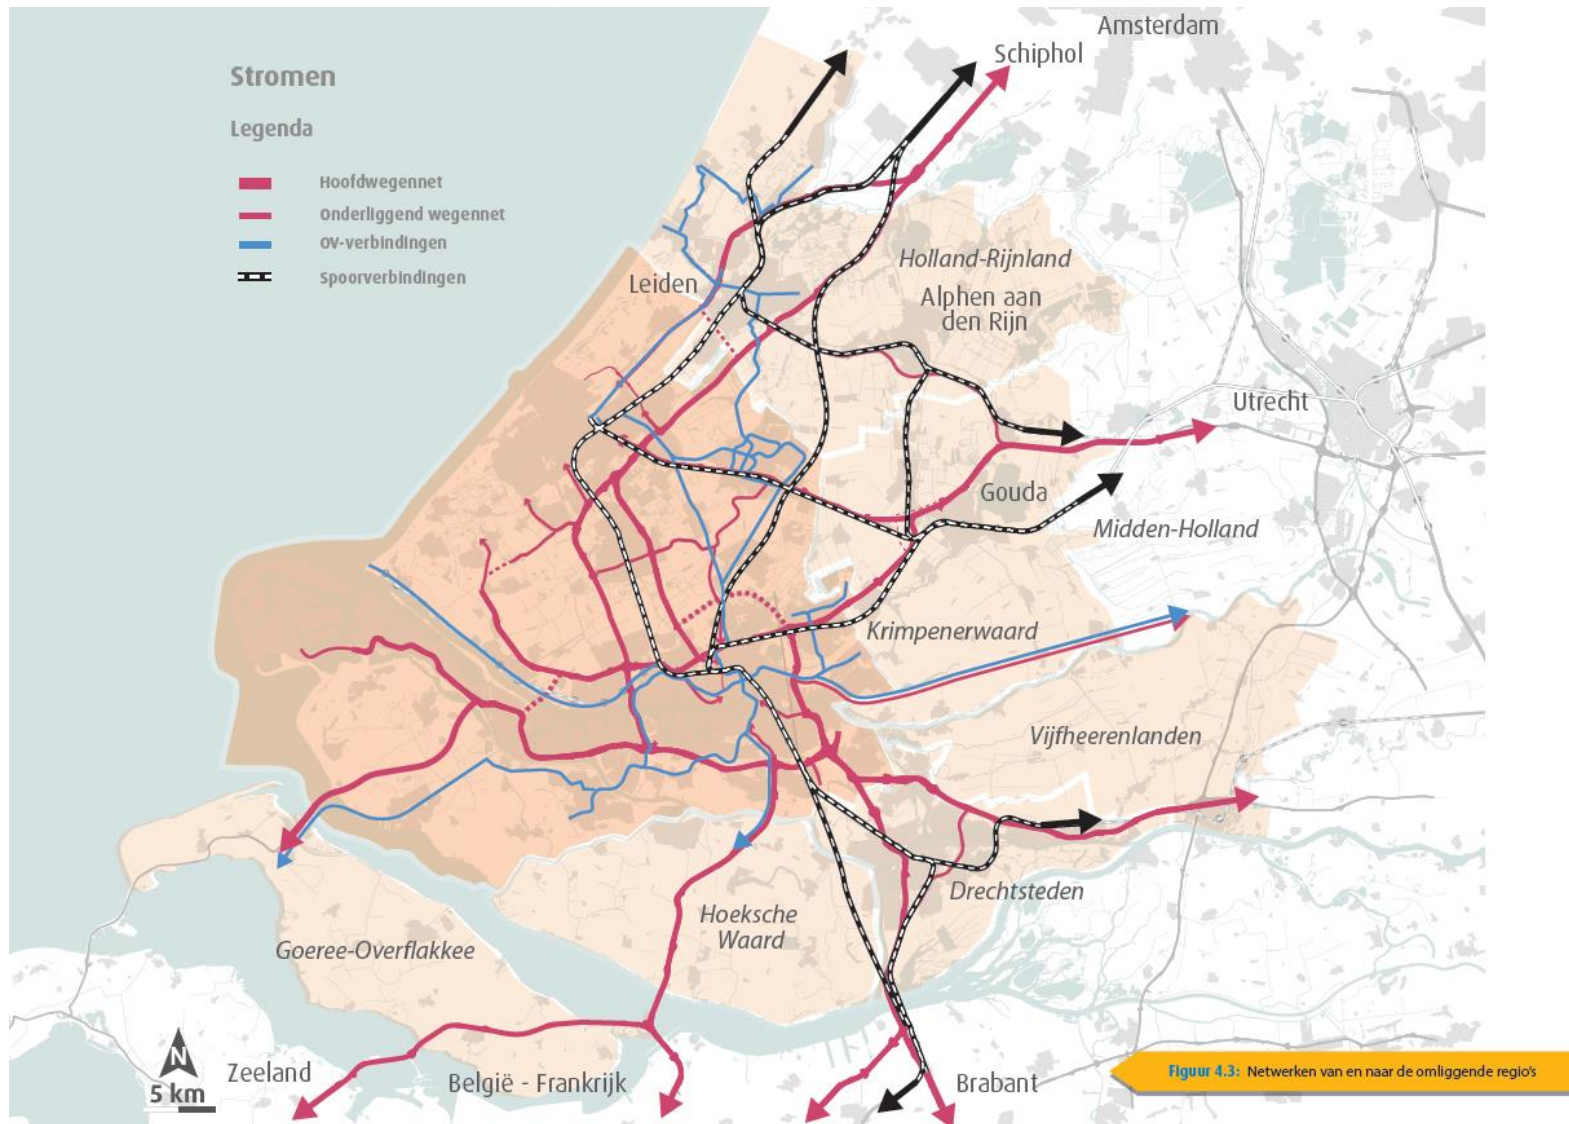 Amsterdam
Schiphol
Stromen
Legenda
Hoofdwegennet
Onderliggend wegennet
OV-verbindingen
Spoorverbindingen
Holland-Rijnland
Leiden
Alphen aan
den Rijn
Utrecht
Gouda
Midden-Holland
Krimpenerwaard
Vijfheerenlanden
Drechtsteden
Hoeksche
Waard
Goeree-Overflakkee
N
5 km
Zeeland
België - Frankrijk
Brabant
Figuur 4.3: Netwerken van en naar de omliggende regio's